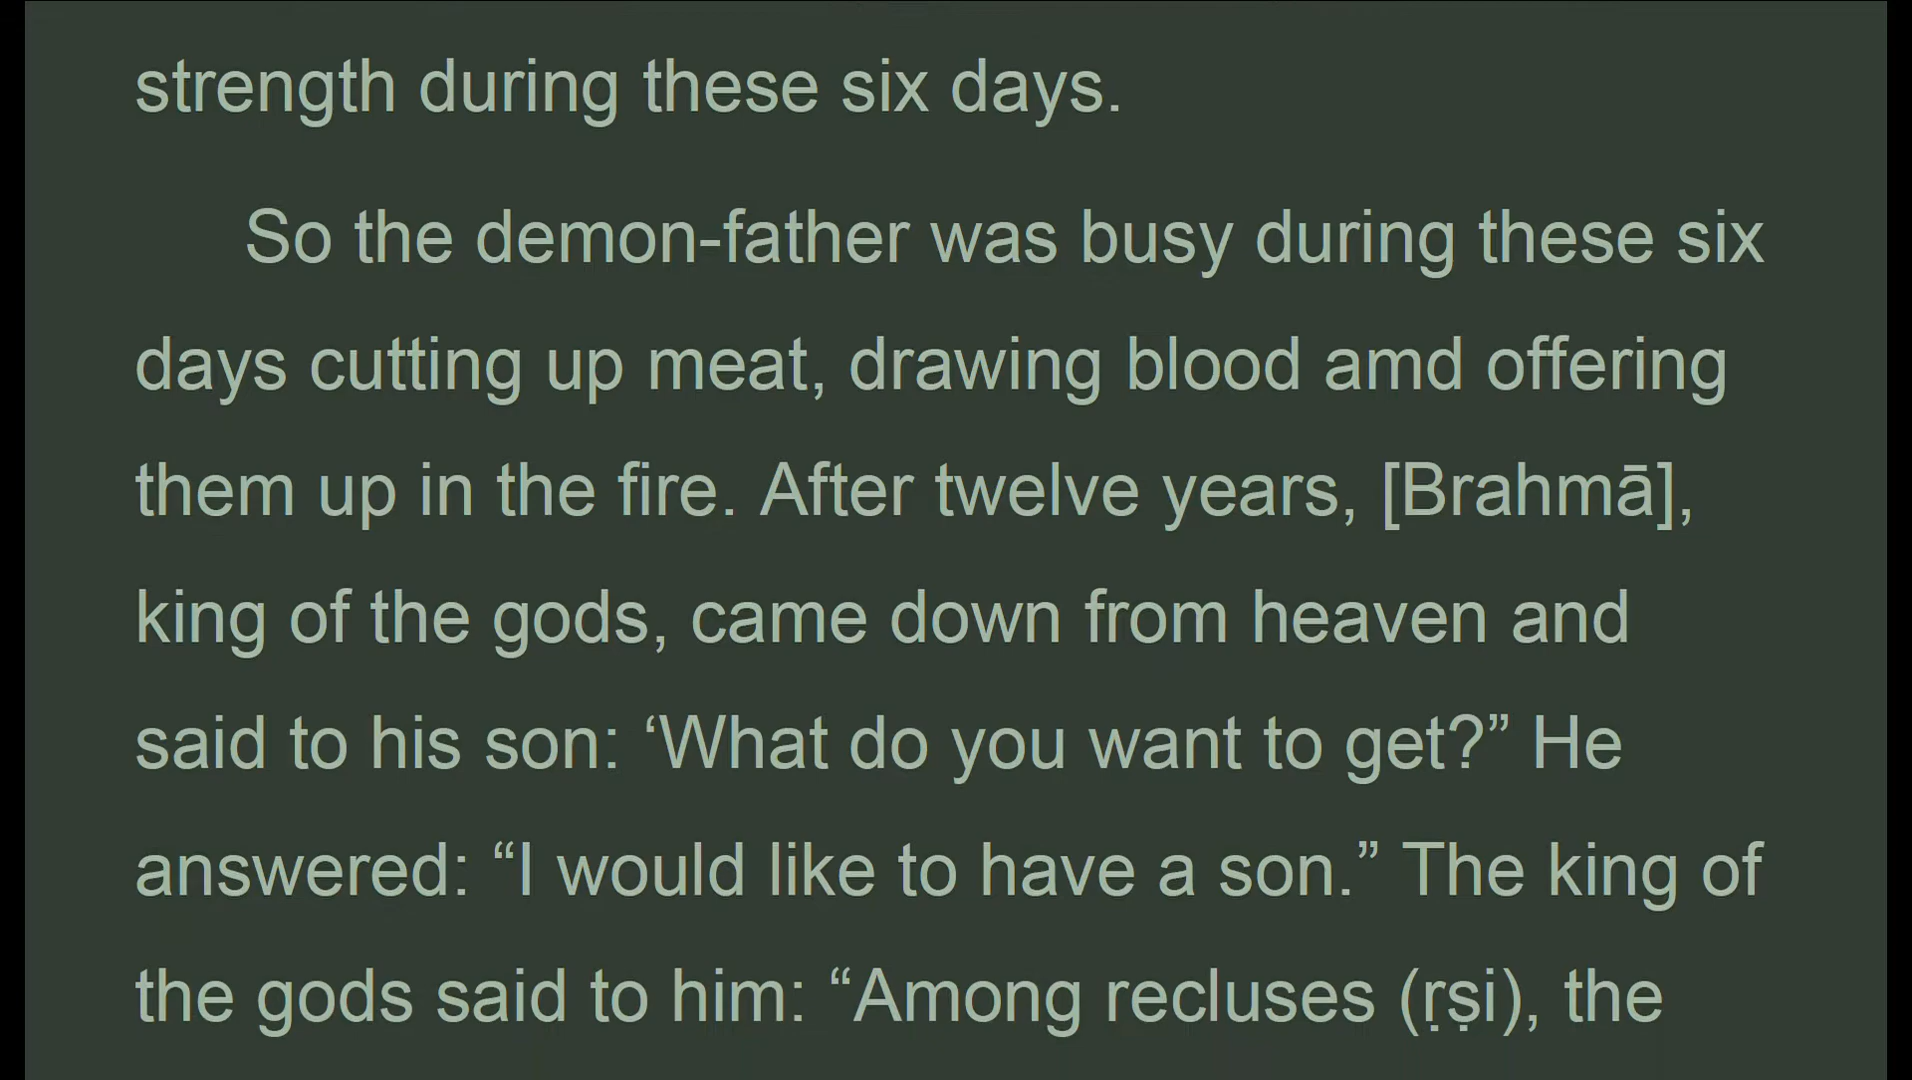 strength during these six days.
So the demon-father was busy during these six
days cutting up meat, drawing blood amd offering
them up in the fire. After twelve years, [Brahmā],
king of the gods, came down from heaven and
said to his son: ‘What do you want to get?” He
answered: “I would like to have a son.” The king of
the gods said to him: “Among recluses (ṛṣi), the